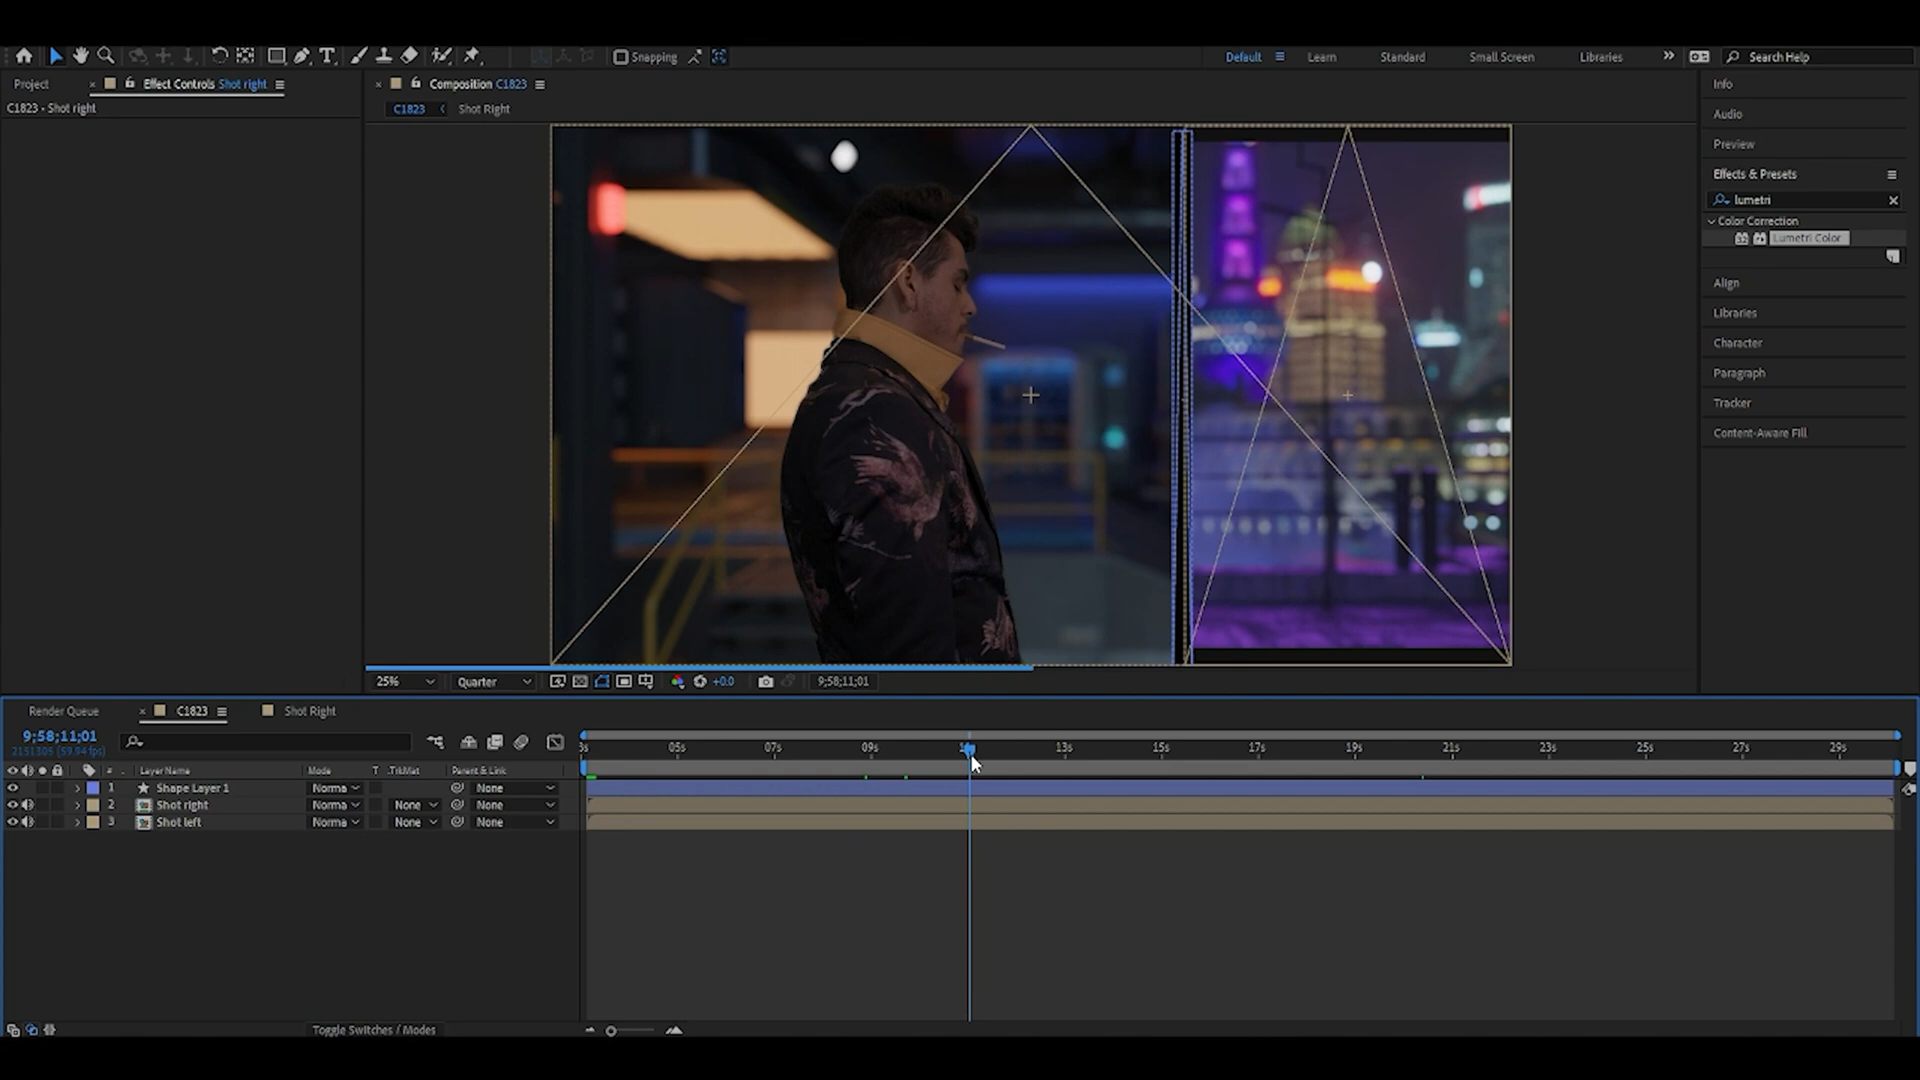 Snapping
Default
Learn
Standard
Small Screen
Libraries
Search Help
Project
Effect Controls Shot right
Composition C1823
C1823 - Shot right
C1823
Shot Right
Info
Audio
Preview
Effects & Presets
lumetri
Color Correction
Lumetri Color
Align
Libraries
Character
Paragraph
Tracker
Content-Aware Fill
25%
Quarter
+0.0
9;58;11;01
Render Queue
C1823
Shot Right
9;58;11;01
2151305 (59.94 fps)
05s 07s 09s 13s 15s 17s 19s 21s 23s 25s 27s 29s
# Layer Name Mode T .TrkMat Parent & Link
1 Shape Layer 1 Norma None
2 Shot right Norma None None
3 Shot left Norma None None
Toggle Switches / Modes